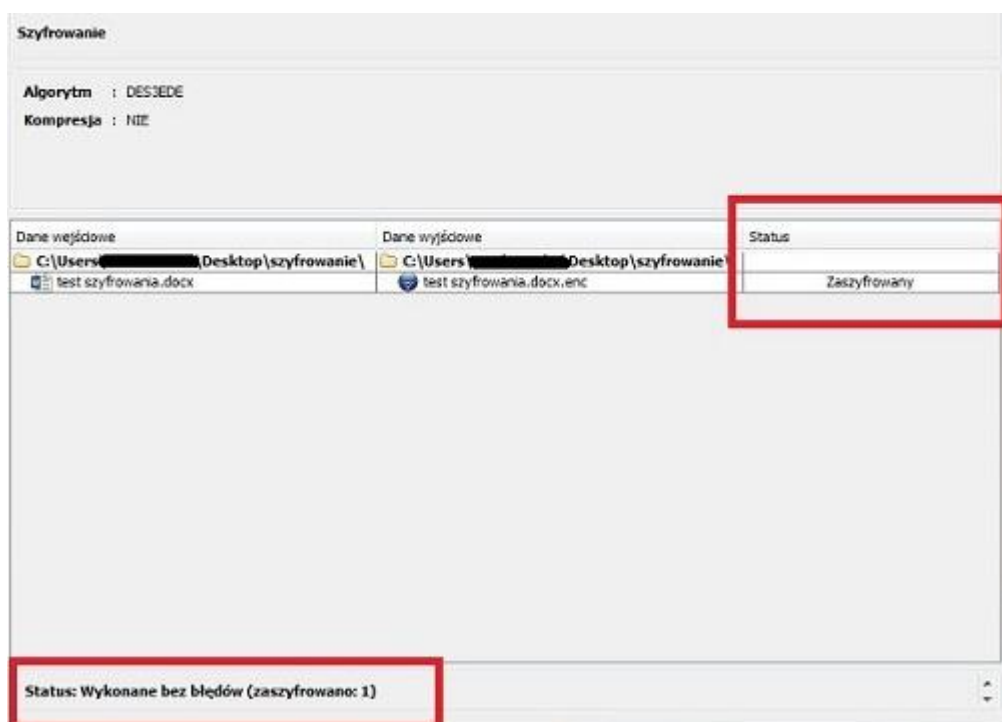 Szyfrowanie
Algorytm : DES3EDE
Kompresja : NIE
Dane wejściowe Dane wyjściowe Status
C:\Users \Desktop\szyfrowanie\ C:\Users\ Desktop\szyfrowanie\
test szyfrowania.docx test szyfrowania.docx.enc Zaszyfrowany
Status: Wykonane bez błędów (zaszyfrowano: 1)